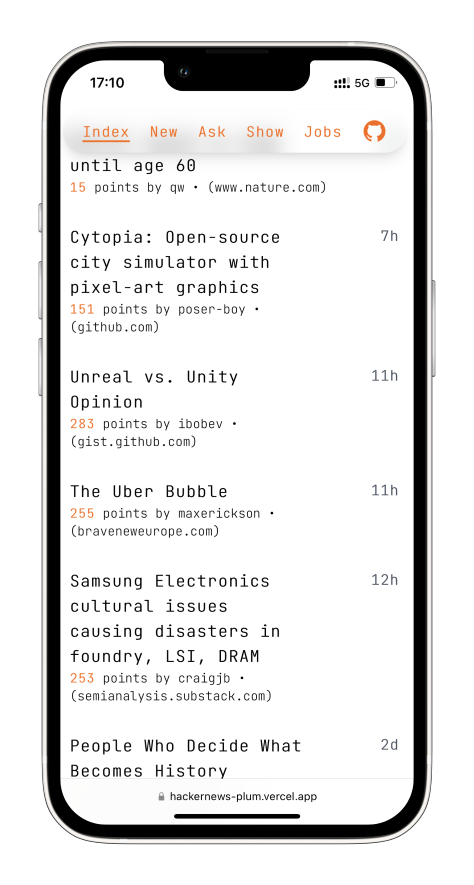 17:10
5G
Index New Ask Show Jobs
until age 60
15 points by qw • (www.nature.com)
Cytopia: Open-source
7h
city simulator with
pixel-art graphics
151 points by poser-boy •
(github.com)
Unreal vs. Unity
11h
Opinion
283 points by ibobev •
(gist.github.com)
The Uber Bubble
11h
255 points by maxerickson •
(braveneweurope.com)
Samsung Electronics
12h
cultural issues
causing disasters in
foundry, LSI, DRAM
253 points by craigjb •
(semianalysis.substack.com)
People Who Decide What
2d
Becomes History
hackernews-plum.vercel.app